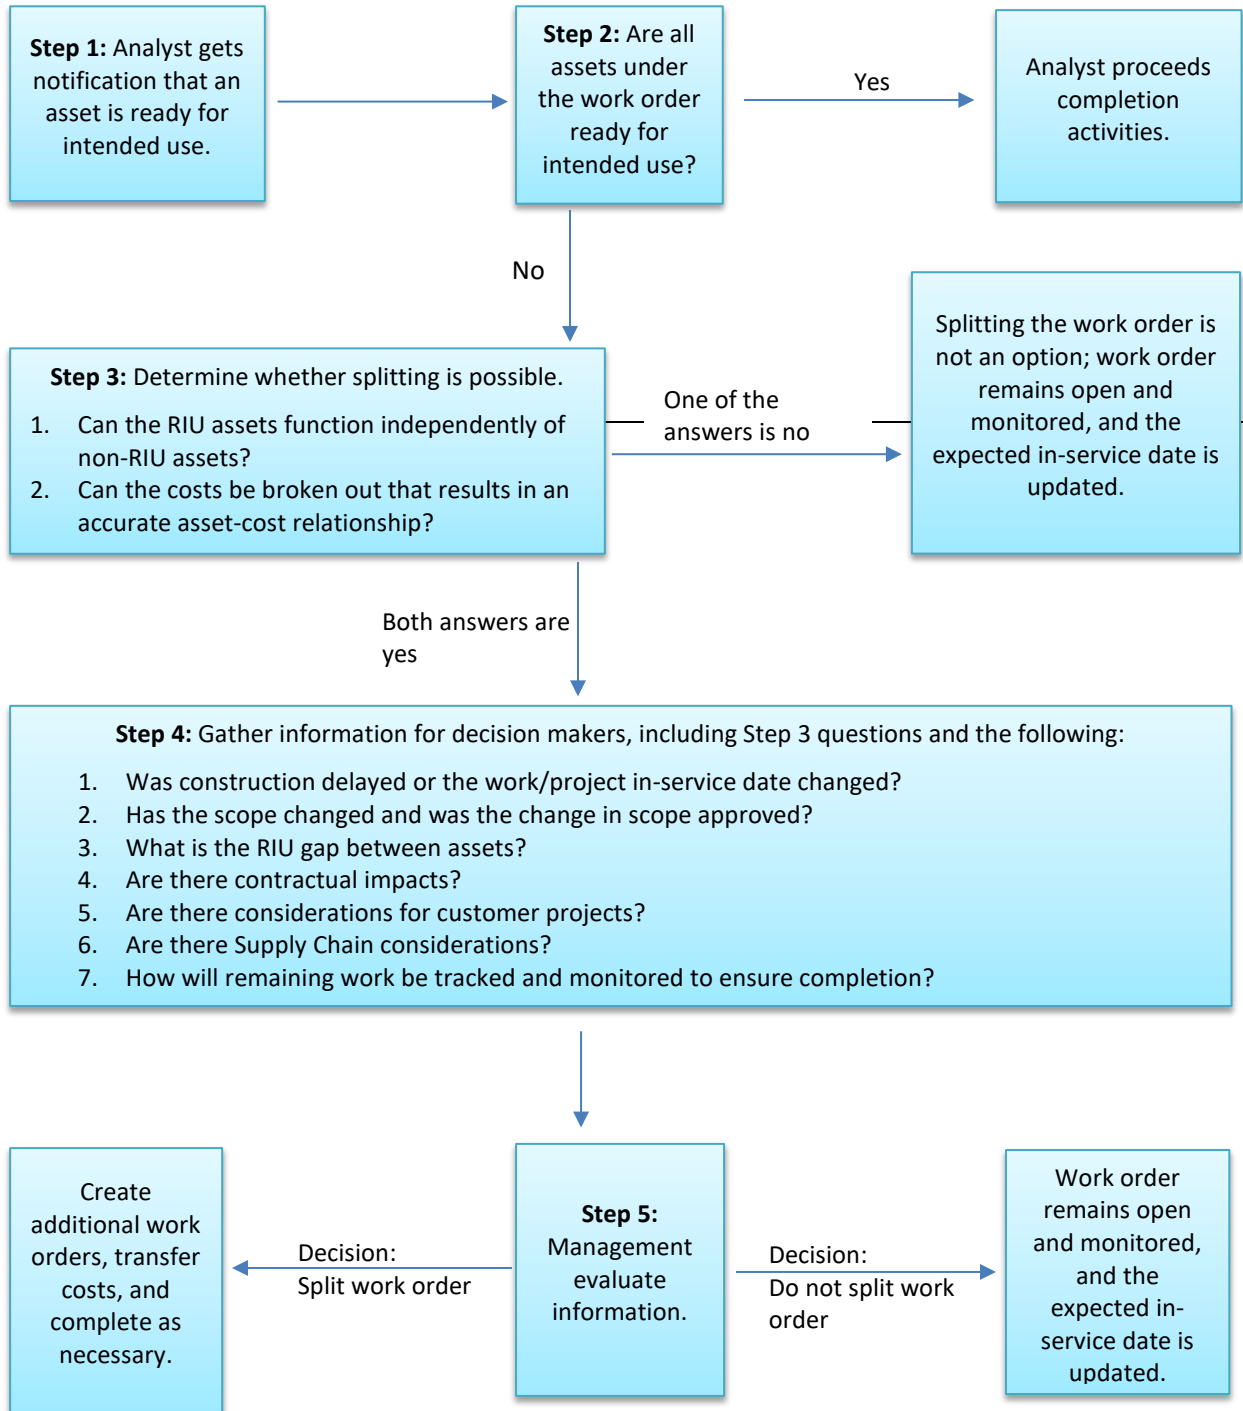 Step 1: Analyst gets
notification that an
asset is ready for
intended use.
Step 2: Are all
assets under
the work order
ready for
intended use?
Yes
Analyst proceeds
completion
activities.
No
Step 3: Determine whether splitting is possible.
1. Can the RIU assets function independently of
non-RIU assets?
2. Can the costs be broken out that results in an
accurate asset-cost relationship?
One of the
answers is no
Splitting the work order is
not an option; work order
remains open and
monitored, and the
expected in-service date is
updated.
Both answers are
yes
Step 4: Gather information for decision makers, including Step 3 questions and the following:
1. Was construction delayed or the work/project in-service date changed?
2. Has the scope changed and was the change in scope approved?
3. What is the RIU gap between assets?
4. Are there contractual impacts?
5. Are there considerations for customer projects?
6. Are there Supply Chain considerations?
7. How will remaining work be tracked and monitored to ensure completion?
Create
additional work
orders, transfer
costs, and
complete as
necessary.
Decision:
Split work order
Step 5:
Management
evaluate
information.
Decision:
Do not split work
order
Work order
remains open
and monitored,
and the
expected in-
service date is
updated.